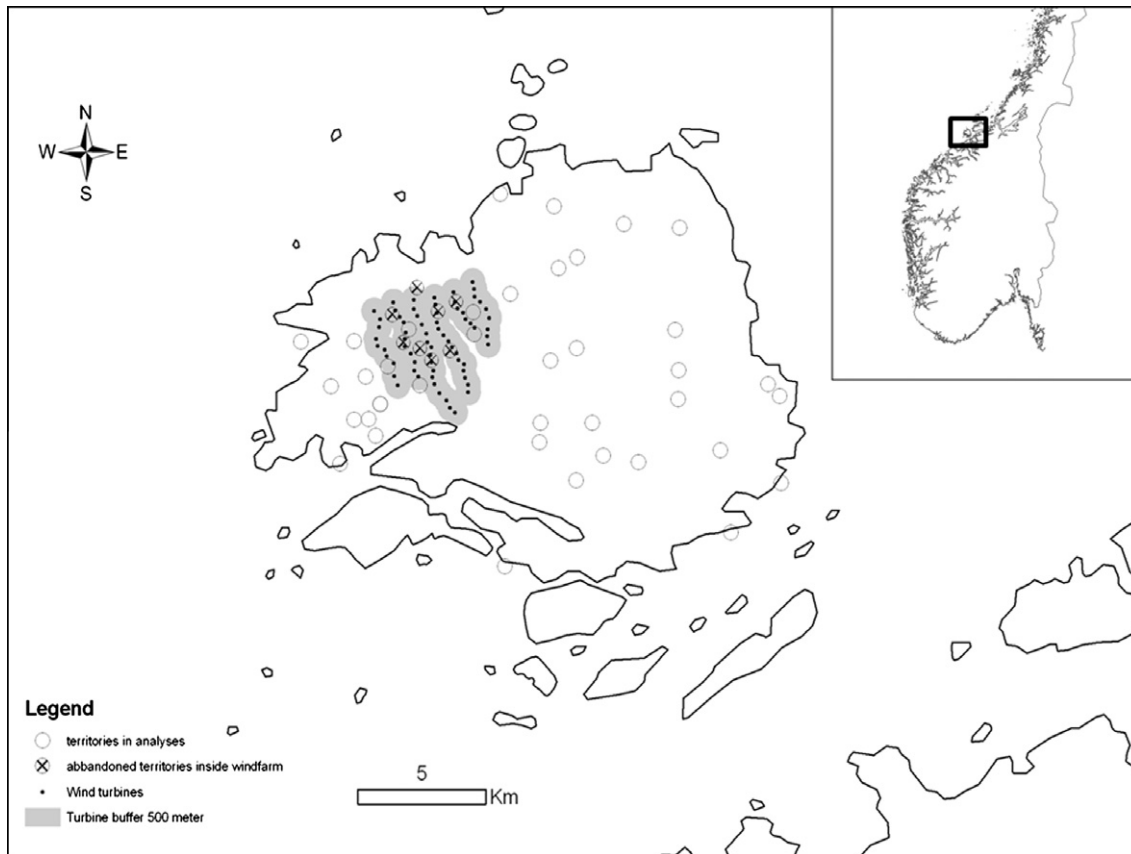 N
W E
S
Legend
territories in analyses
abbandoned territories inside windfarm
Wind turbines
Turbine buffer 500 meter
5
Km